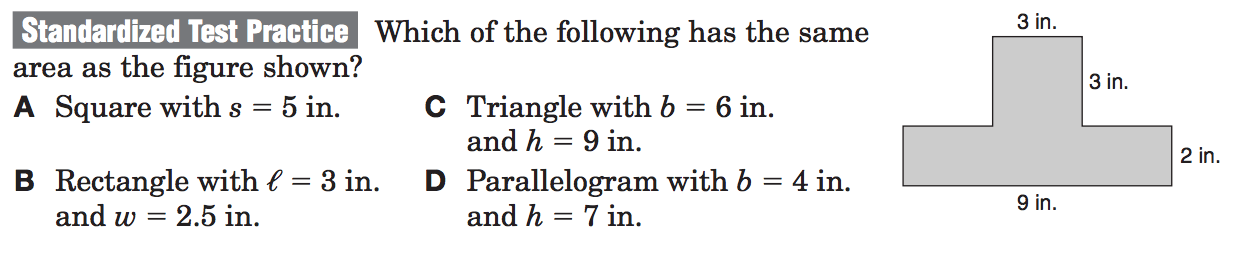 Standardized Test Practice Which of the following has the same
area as the figure shown?
A Square with s = 5 in.
B Rectangle with ℓ = 3 in.
and w = 2.5 in.
C Triangle with b = 6 in.
and h = 9 in.
D Parallelogram with b = 4 in.
and h = 7 in.
3 in.
3 in.
2 in.
9 in.